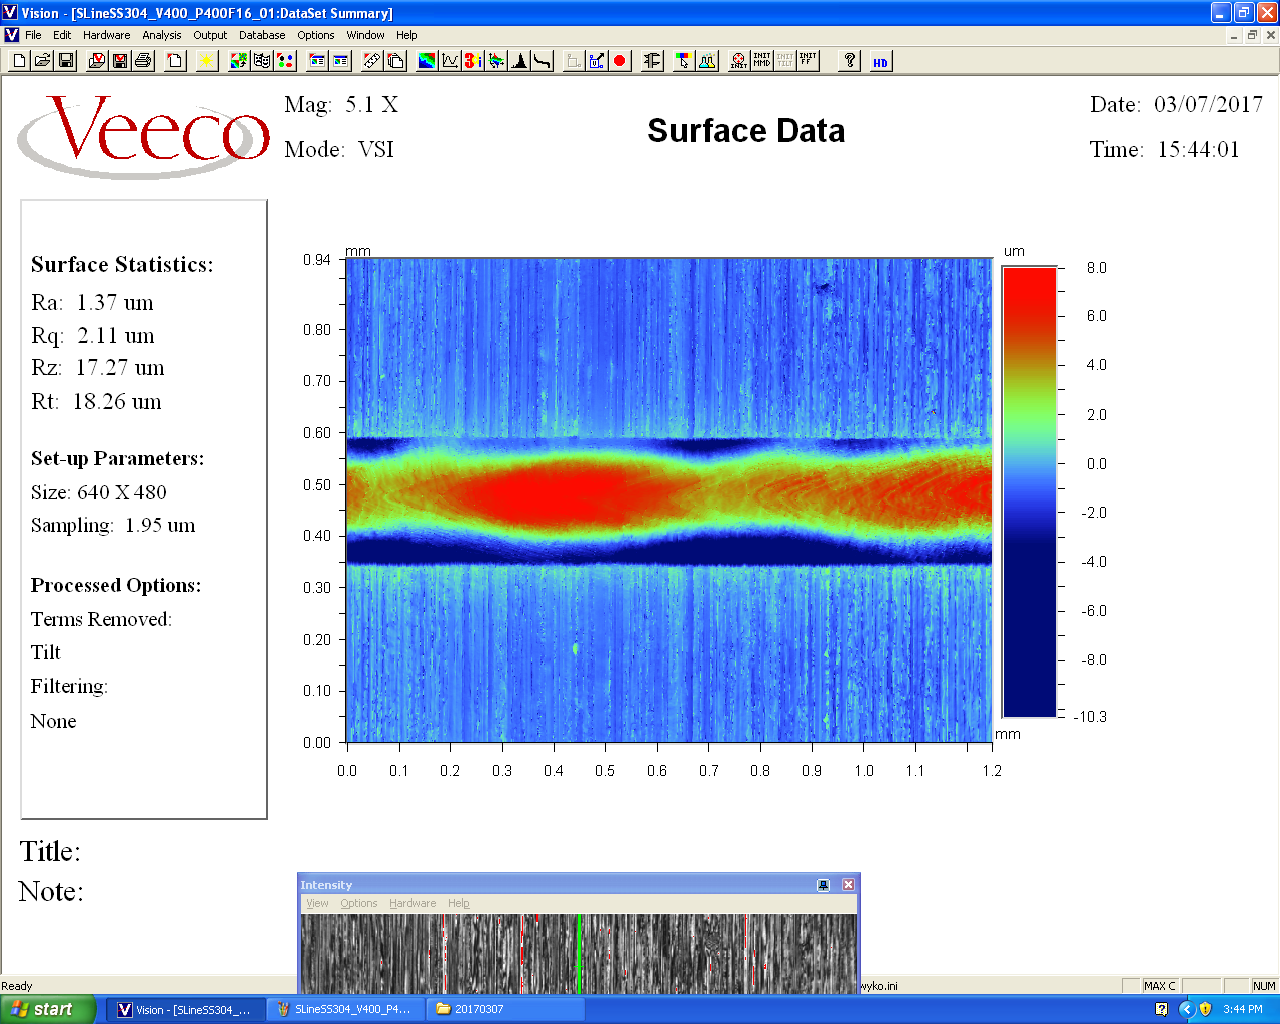 Vision - [SLineSS304_V400_P400F16_01:DataSet Summary]
File Edit Hardware Analysis Output Database Options Window Help
INIT INIT MMD INIT TILT INIT FF ? HD
Veeco
Mag: 5.1 X
Mode: VSI
Surface Data
Date: 03/07/2017
Time: 15:44:01
Surface Statistics:
Ra: 1.37 um
Rq: 2.11 um
Rz: 17.27 um
Rt: 18.26 um
Set-up Parameters:
Size: 640 X 480
Sampling: 1.95 um
Processed Options:
Terms Removed:
Tilt
Filtering:
None
mm
0.94
0.80
0.70
0.60
0.50
0.40
0.30
0.20
0.10
0.00
0.0 0.1 0.2 0.3 0.4 0.5 0.6 0.7 0.8 0.9 1.0 1.1 1.2
mm
um
8.0
6.0
4.0
2.0
0.0
-2.0
-4.0
-6.0
-8.0
-10.3
Title:
Note:
Intensity
View Options Hardware Help
Ready
wyko.ini
MAX C NUM
start
Vision - [SLineSS304_...
SLineSS304_V400_P4...
20170307
3:44 PM